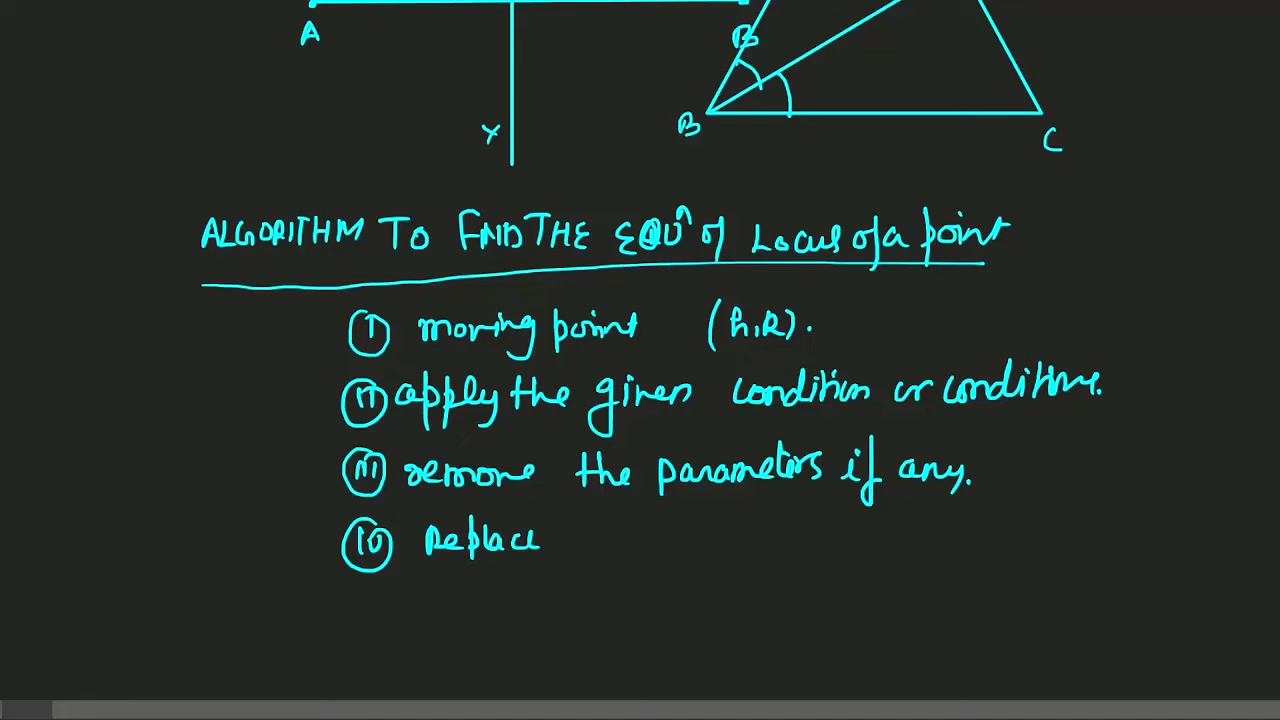 A
B
X
B
C
ALGORITHM TO FIND THE EQUⁿ of Locus of a point
I moving point (h,k).
II apply the given condition or conditions.
III remove the parameters if any.
IV Replace